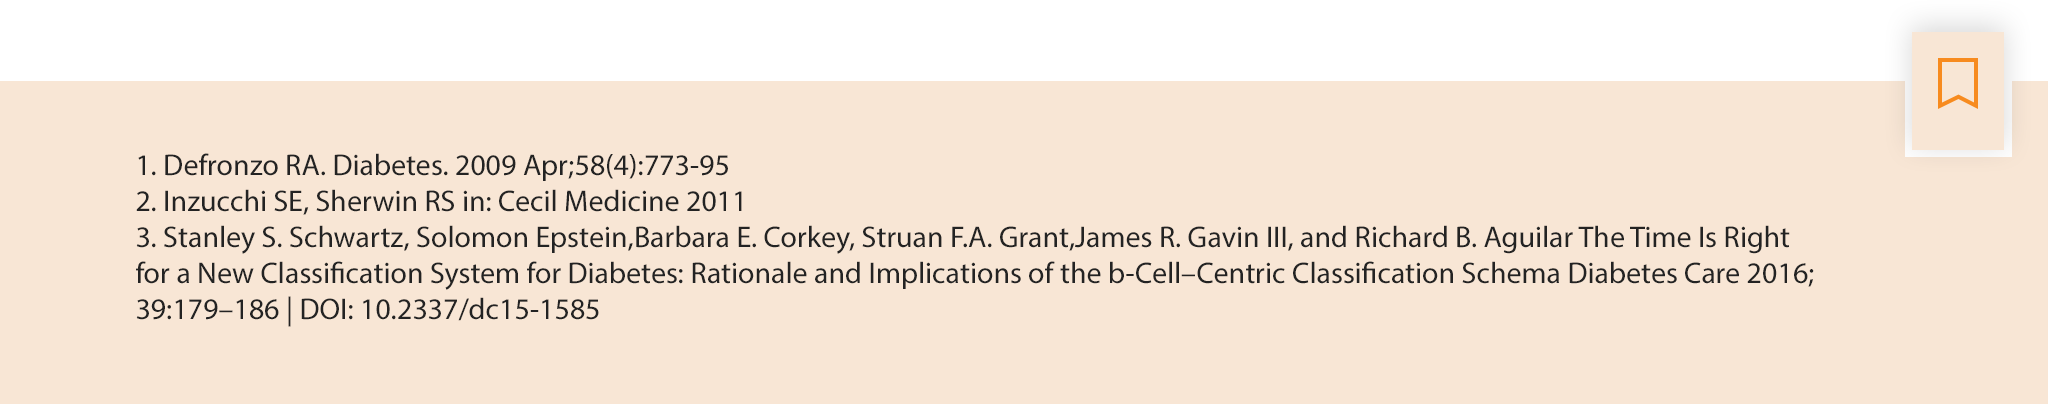 1. Defronzo RA. Diabetes. 2009 Apr;58(4):773-95
2. Inzucchi SE, Sherwin RS in: Cecil Medicine 2011
3. Stanley S. Schwartz, Solomon Epstein,Barbara E. Corkey, Struan F.A. Grant,James R. Gavin III, and Richard B. Aguilar The Time Is Right
for a New Classification System for Diabetes: Rationale and Implications of the b-Cell–Centric Classification Schema Diabetes Care 2016;
39:179–186 | DOI: 10.2337/dc15-1585